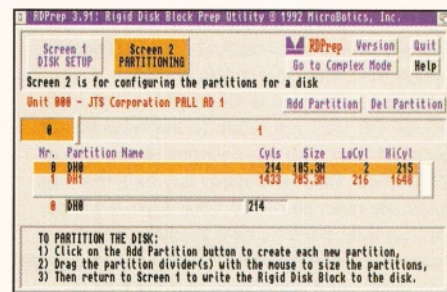 RDPrep 3.91: Rigid Disk Block Prep Utility © 1992 MicroBotics, Inc.
Screen 1
DISK SETUP
Screen 2
PARTITIONING
RDPrep Version Quit
Go to Complex Mode Help
Screen 2 is for configuring the partitions for a disk
Unit 000 - JTS Corporation PALL AD 1
Add Partition Del Partition
0 1
Nr. Partition Name Cyls Size LoCyl HiCyl
0 DH0 214 105.3M 2 215
1 DH1 1433 705.3M 216 1648
0 DH0 214
TO PARTITION THE DISK:
1) Click on the Add Partition button to create each new partition,
2) Drag the partition divider(s) with the mouse to size the partitions,
3) Then return to Screen 1 to write the Rigid Disk Block to the disk.